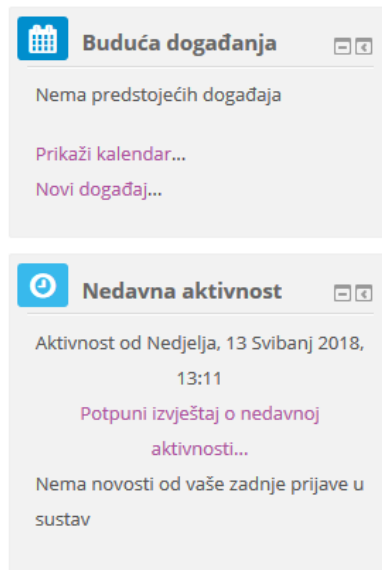 Buduća događanja
Nema predstojećih događaja
Prikaži kalendar...
Novi događaj...
Nedavna aktivnost
Aktivnost od Nedjelja, 13 Svibanj 2018,
13:11
Potpuni izvještaj o nedavnoj
aktivnosti...
Nema novosti od vaše zadnje prijave u
sustav